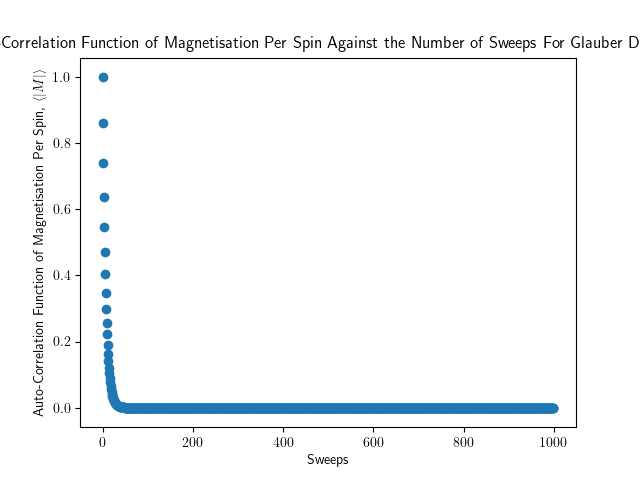 -Correlation Function of Magnetisation Per Spin Against the Number of Sweeps For Glauber D
Auto-Correlation Function of Magnetisation Per Spin, ⟨|M|⟩
1.0
0.8
0.6
0.4
0.2
0.0
0 200 400 600 800 1000
Sweeps